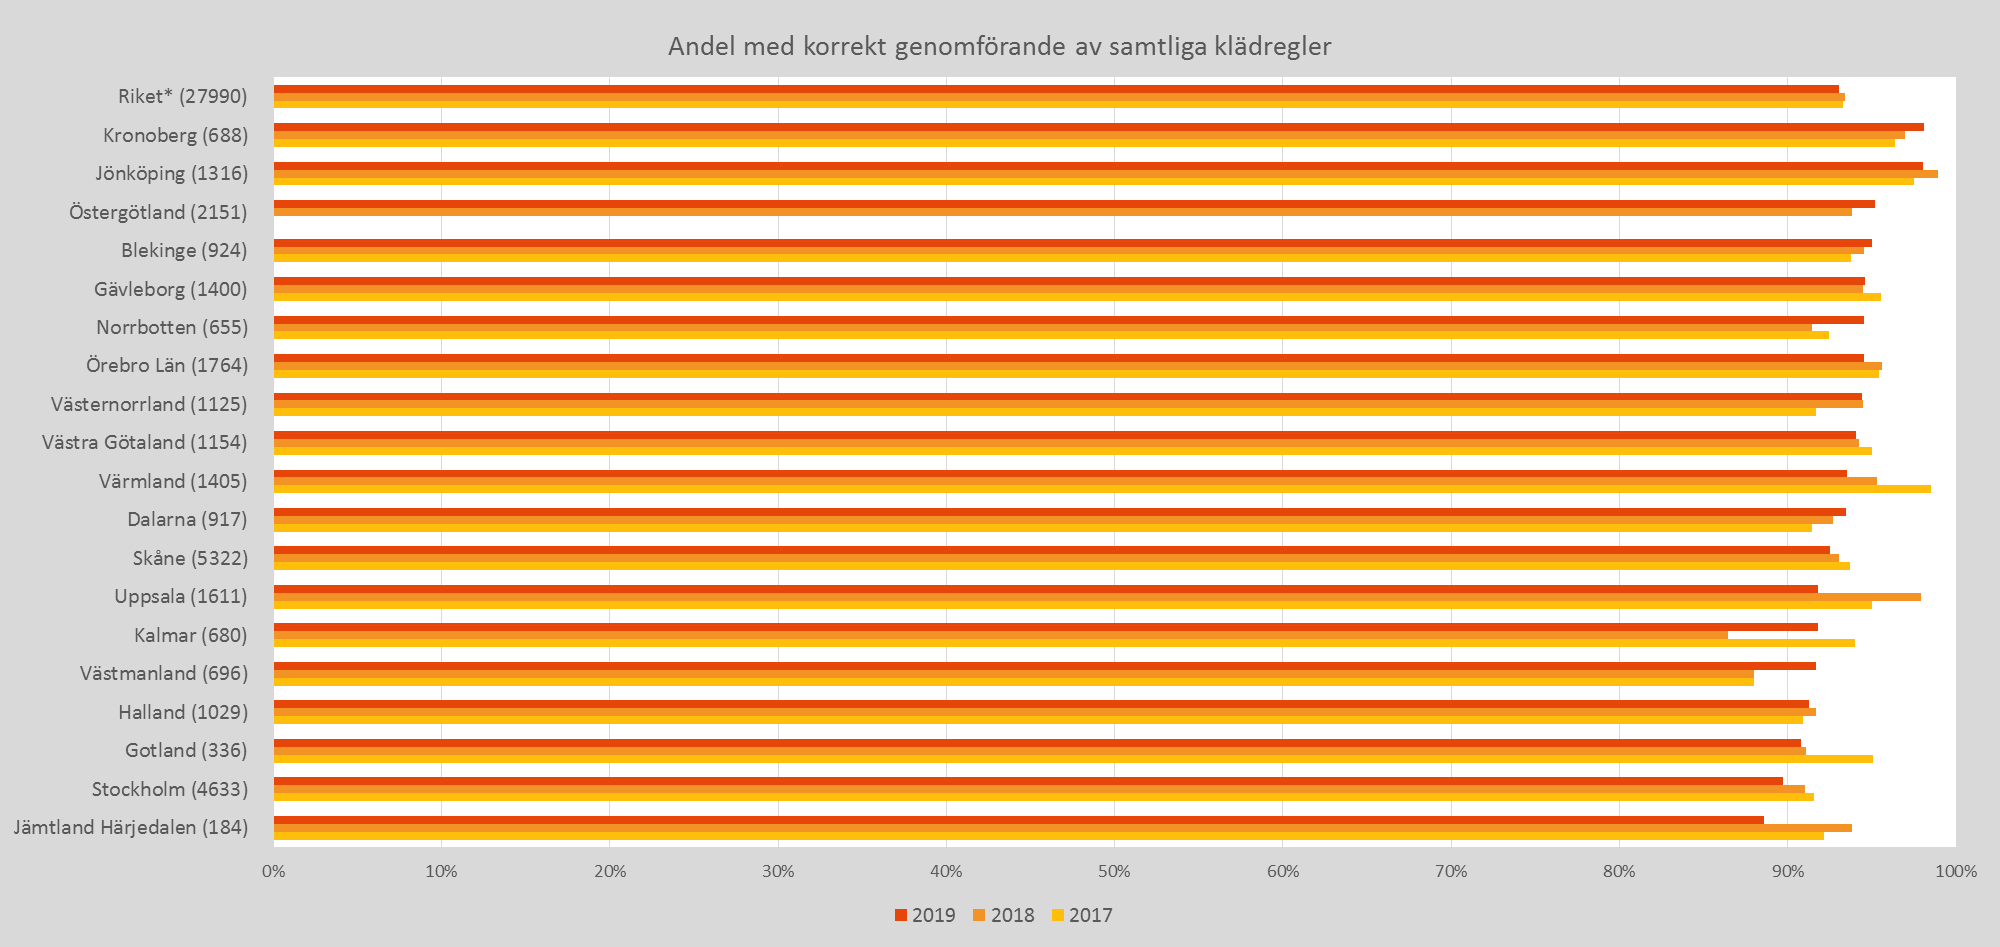 Andel med korrekt genomförande av samtliga klädregler
Riket* (27990)
Kronoberg (688)
Jönköping (1316)
Östergötland (2151)
Blekinge (924)
Gävleborg (1400)
Norrbotten (655)
Örebro Län (1764)
Västernorrland (1125)
Västra Götaland (1154)
Värmland (1405)
Dalarna (917)
Skåne (5322)
Uppsala (1611)
Kalmar (680)
Västmanland (696)
Halland (1029)
Gotland (336)
Stockholm (4633)
Jämtland Härjedalen (184)
0% 10% 20% 30% 40% 50% 60% 70% 80% 90% 100%
2019 2018 2017